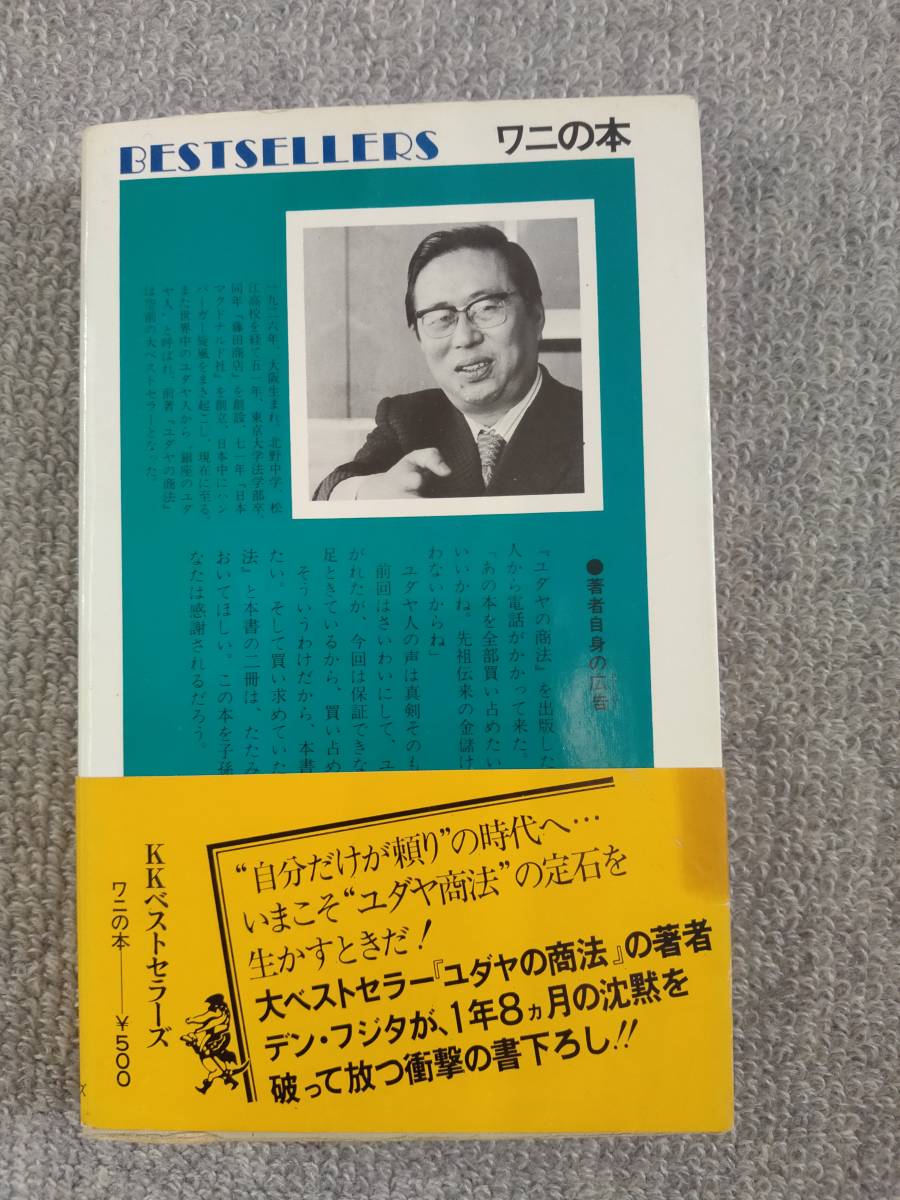 BESTSELLERS
ワニの本
一九二六年、大阪生まれ。北野中学、松
江高校を経て五一年、東京大学法学部卒。
同年『藤田商店』を創設、七一年『日本
マクドナルド社』を創立、日本中にハン
バーガー旋風をまき起こし、現在に至る。
また世界中のユダヤ人から〝銀座のユダ
ヤ人〟と呼ばれ、前著『ユダヤの商法』
は空前の大ベストセラーとなった。
●著者自身の広告
『ユダヤの商法』を出版した
人から電話がかかって来た。
「あの本を全部買い占めたい
いいかね。先祖伝来の金儲け
わないからね」
ユダヤ人の声は真剣そのも
前回はさいわいにして、ユ
がれたが、今回は保証できな
足ときているから、買い占め
そういうわけだから、本書
たい。そして買い求めていた
法』と本書の二冊は、たたみ
おいてほしい。この本を子孫
なたは感謝されるだろう。
“自分だけが頼り”の時代へ…
いまこそ“ユダヤ商法”の定石を
生かすときだ!
大ベストセラー『ユダヤの商法』の著者
デン・フジタが、1年8ヵ月の沈黙を
破って放つ衝撃の書下ろし!!
KKベストセラーズ
ワニの本——¥500